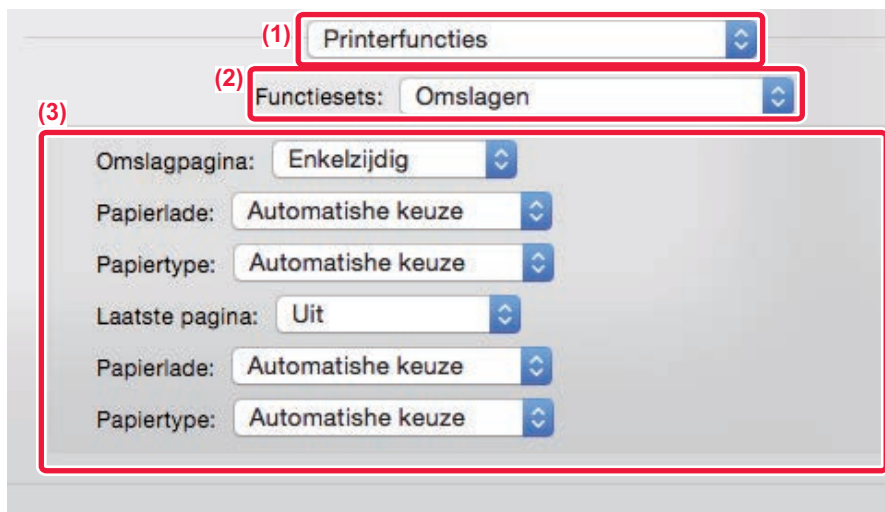 (1) Printerfuncties
(2) Functiesets: Omslagen
(3)
Omslagpagina: Enkelzijdig
Papierlade: Automatishe keuze
Papiertype: Automatishe keuze
Laatste pagina: Uit
Papierlade: Automatishe keuze
Papiertype: Automatishe keuze